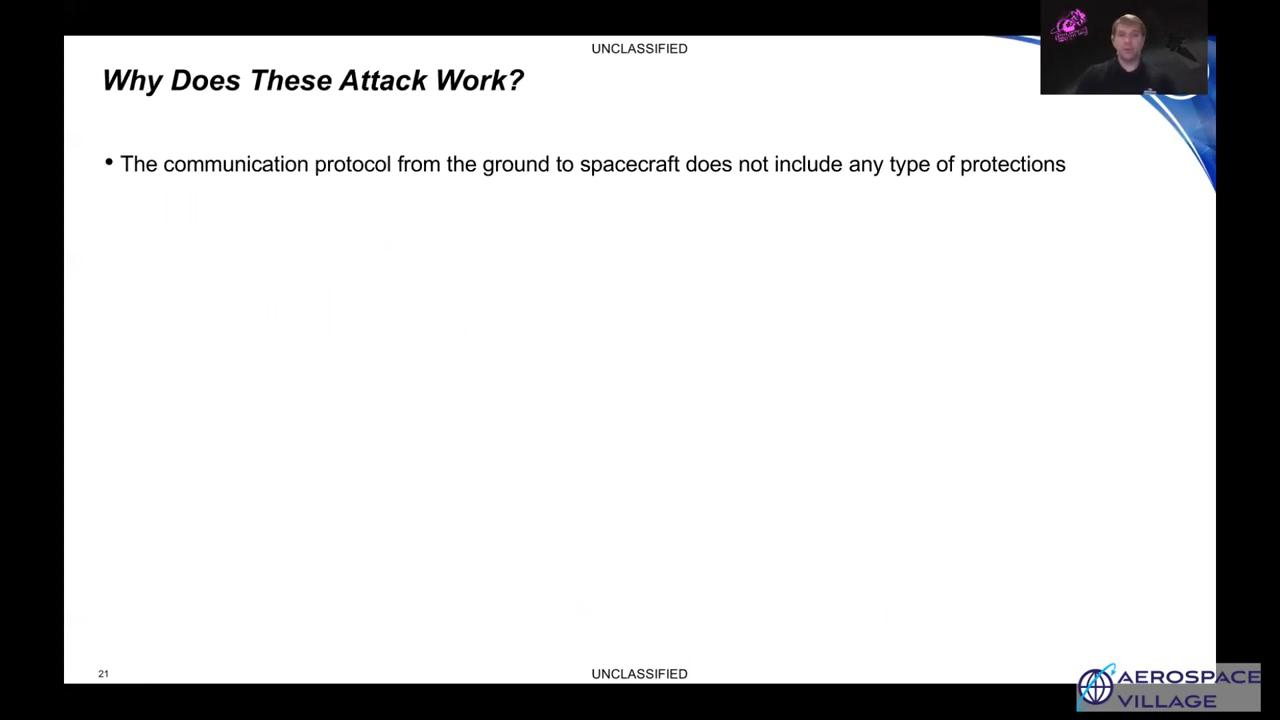 UNCLASSIFIED
Why Does These Attack Work?
• The communication protocol from the ground to spacecraft does not include any type of protections
21
UNCLASSIFIED
AEROSPACE
VILLAGE